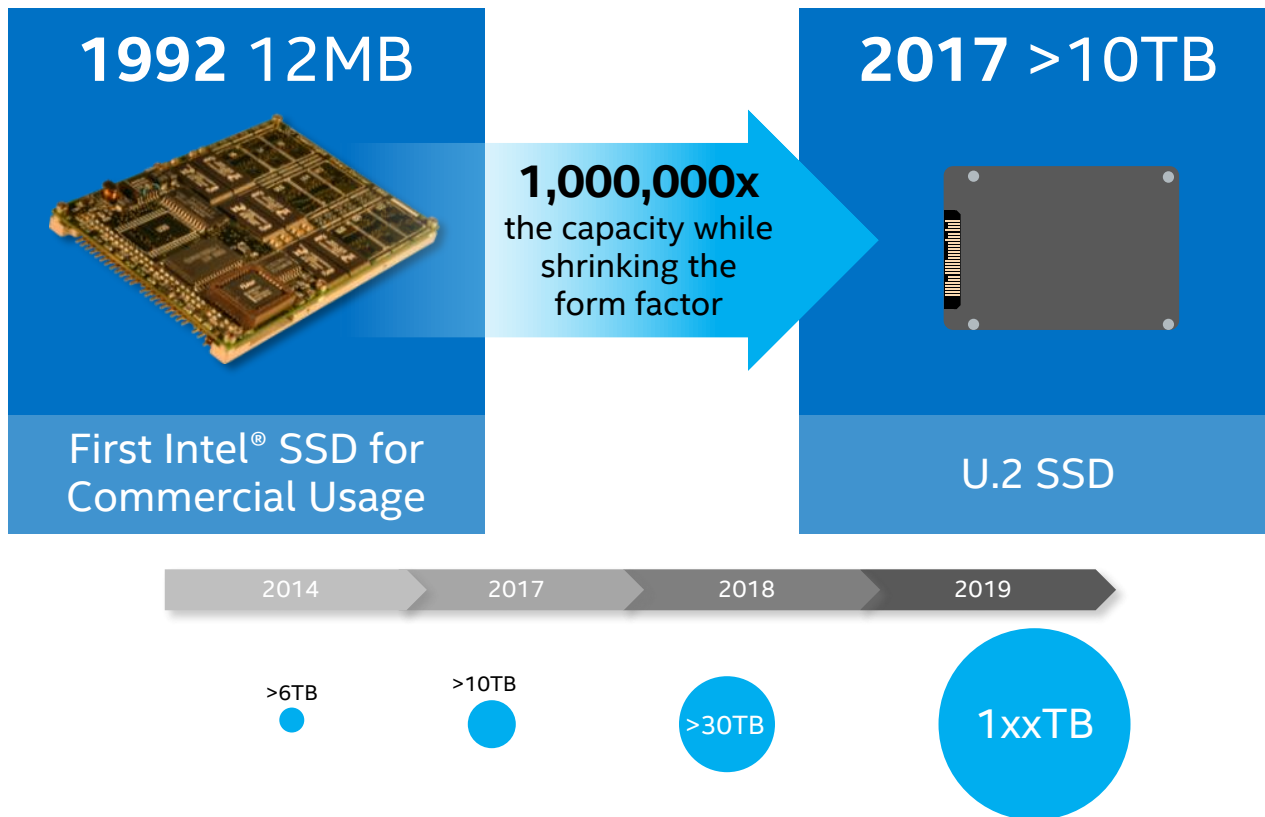 1992 12MB
2017 >10TB
1,000,000x
the capacity while
shrinking the
form factor
First Intel® SSD for
Commercial Usage
U.2 SSD
2014
2017
2018
2019
>6TB
>10TB
>30TB
1xxTB